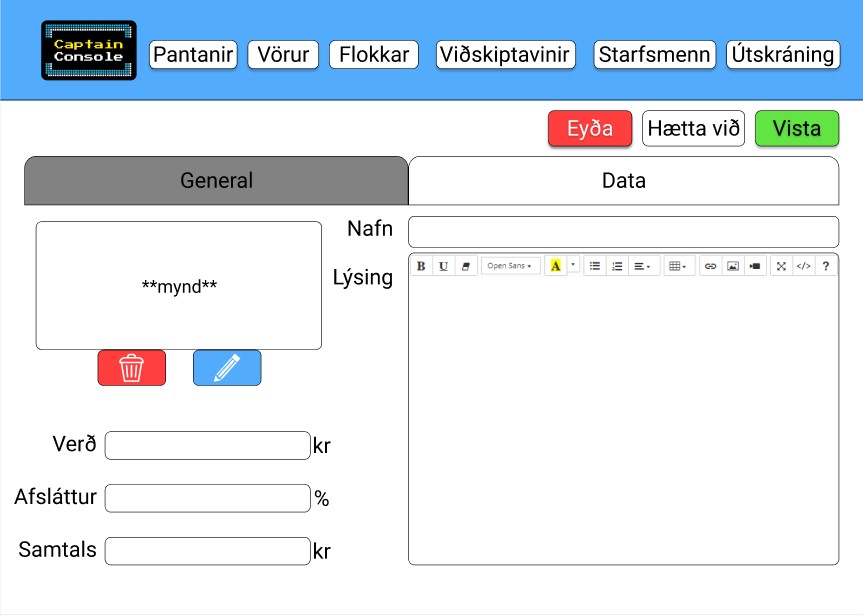 Captain
Console
Pantanir Vörur Flokkar Viðskiptavinir Starfsmenn Útskráning
Eyða Hætta við Vista
General Data
Nafn
**mynd**
Lýsing
B U Open Sans A </> ?
Verð kr
Afsláttur %
Samtals kr